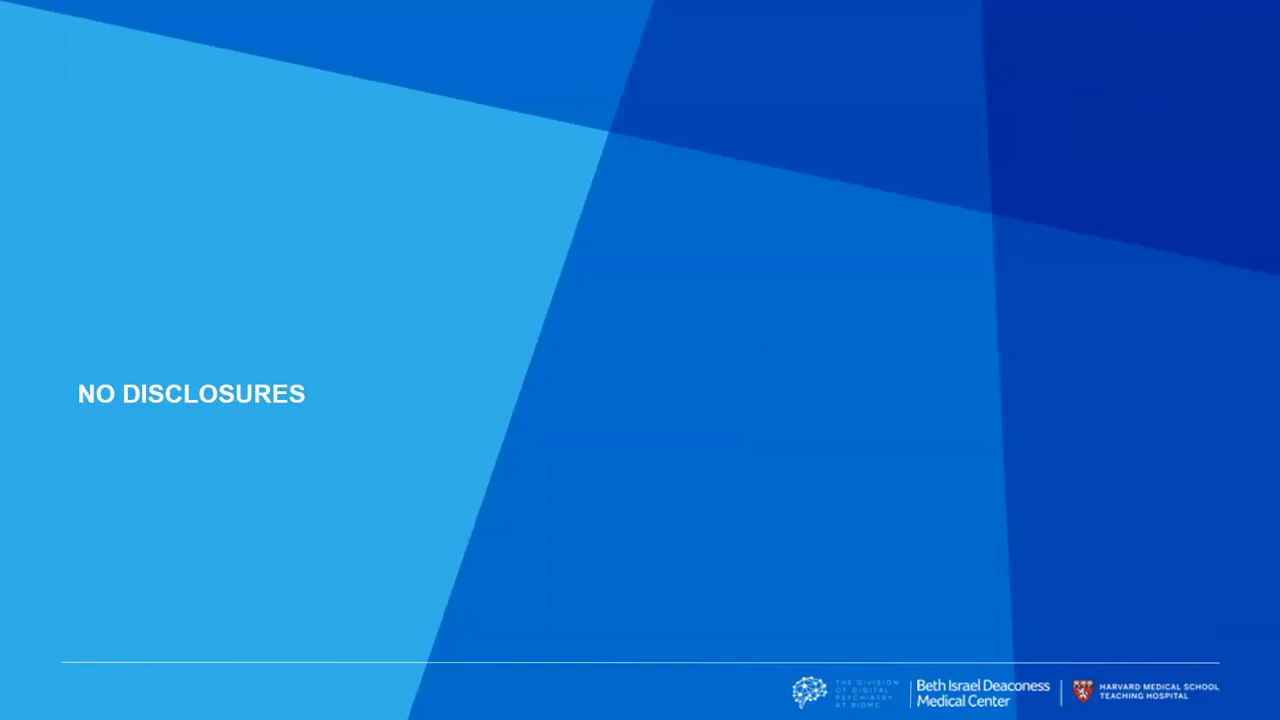 NO DISCLOSURES
THE DIVISION
OF DIGITAL
PSYCHIATRY
AT BIDMC
Beth Israel Deaconess
Medical Center
HARVARD MEDICAL SCHOOL
TEACHING HOSPITAL